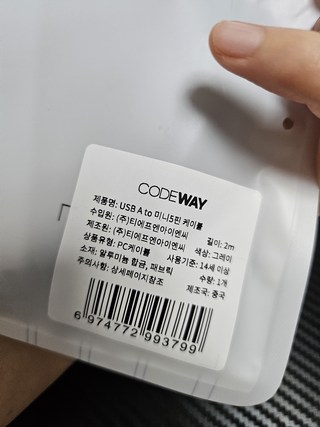 CODEWAY
제품명: USB A to 미니5핀 케이블
수입원: (주)티에프엔아이엔씨 길이: 2m
제조원: (주)티에프엔아이엔씨 색상: 그레이
상품유형: PC케이블 사용기준: 14세 이상
소재: 알루미늄 합금, 패브릭 수량: 1개
주의사항: 상세페이지참조 제조국: 중국
6 974772 993799